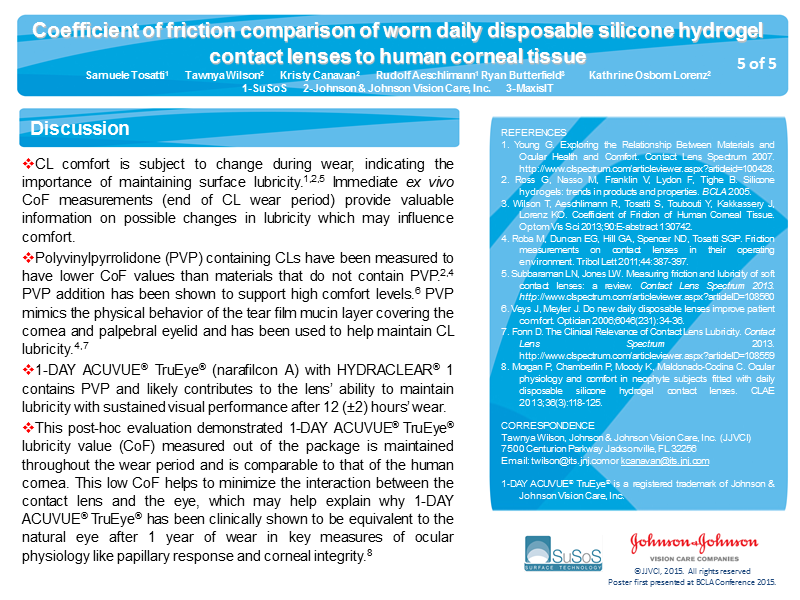 Coefficient of friction comparison of worn daily disposable silicone hydrogel
contact lenses to human corneal tissue
5 of 5
Samuele Tosatti¹ Tawnya Wilson² Kristy Canavan² Rudolf Aeschlimann¹ Ryan Butterfield³ Kathrine Osborn Lorenz²
1-SuSoS 2-Johnson & Johnson Vision Care, Inc. 3-MaxisIT
Discussion
❖CL comfort is subject to change during wear, indicating the
importance of maintaining surface lubricity.¹,²,⁵ Immediate ex vivo
CoF measurements (end of CL wear period) provide valuable
information on possible changes in lubricity which may influence
comfort.
❖Polyvinylpyrrolidone (PVP) containing CLs have been measured to
have lower CoF values than materials that do not contain PVP.²,⁴
PVP addition has been shown to support high comfort levels.⁶ PVP
mimics the physical behavior of the tear film mucin layer covering the
cornea and palpebral eyelid and has been used to help maintain CL
lubricity.⁴,⁷
❖1-DAY ACUVUE® TruEye® (narafilcon A) with HYDRACLEAR® 1
contains PVP and likely contributes to the lens' ability to maintain
lubricity with sustained visual performance after 12 (±2) hours' wear.
❖This post-hoc evaluation demonstrated 1-DAY ACUVUE® TruEye®
lubricity value (CoF) measured out of the package is maintained
throughout the wear period and is comparable to that of the human
cornea. This low CoF helps to minimize the interaction between the
contact lens and the eye, which may help explain why 1-DAY
ACUVUE® TruEye® has been clinically shown to be equivalent to the
natural eye after 1 year of wear in key measures of ocular
physiology like papillary response and corneal integrity.⁸
REFERENCES
1. Young G. Exploring the Relationship Between Materials and
Ocular Health and Comfort. Contact Lens Spectrum 2007.
http://www.clspectrum.com/articleviewer.aspx?articleid=100428.
2. Ross G, Nasso M, Franklin V, Lydon F, Tighe B. Silicone
hydrogels: trends in products and properties. BCLA 2005.
3. Wilson T, Aeschlimann R, Tosatti S, Toubouti Y, Kakkassery J,
Lorenz KO. Coefficient of Friction of Human Corneal Tissue.
Optom Vis Sci 2013;90:E-abstract 130742.
4. Roba M, Duncan EG, Hill GA, Spencer ND, Tosatti SGP. Friction
measurements on contact lenses in their operating
environment. Tribol Lett 2011;44:387-397.
5. Subbaraman LN, Jones LW. Measuring friction and lubricity of soft
contact lenses: a review. Contact Lens Spectrum 2013.
http://www.clspectrum.com/articleviewer.aspx?articleID=108560
6. Veys J, Meyler J. Do new daily disposable lenses improve patient
comfort. Optician 2006;6046(231):34-36.
7. Fonn D. The Clinical Relevance of Contact Lens Lubricity. Contact
Lens Spectrum 2013.
http://www.clspectrum.com/articleviewer.aspx?articleID=108559
8. Morgan P, Chamberlin P, Moody K, Maldonado-Codina C. Ocular
physiology and comfort in neophyte subjects fitted with daily
disposable silicone hydrogel contact lenses. CLAE
2013;36(3):118-125.
CORRESPONDENCE
Tawnya Wilson, Johnson & Johnson Vision Care, Inc. (JJVCI)
7500 Centurion Parkway Jacksonville, FL 32256
Email: twilson@its.jnj.com or kcanavan@its.jnj.com
1-DAY ACUVUE® TruEye® is a registered trademark of Johnson &
Johnson Vision Care, Inc.
SuSoS
SURFACE TECHNOLOGY
Johnson & Johnson
VISION CARE COMPANIES
©JJVCI, 2015. All rights reserved
Poster first presented at BCLA Conference 2015.